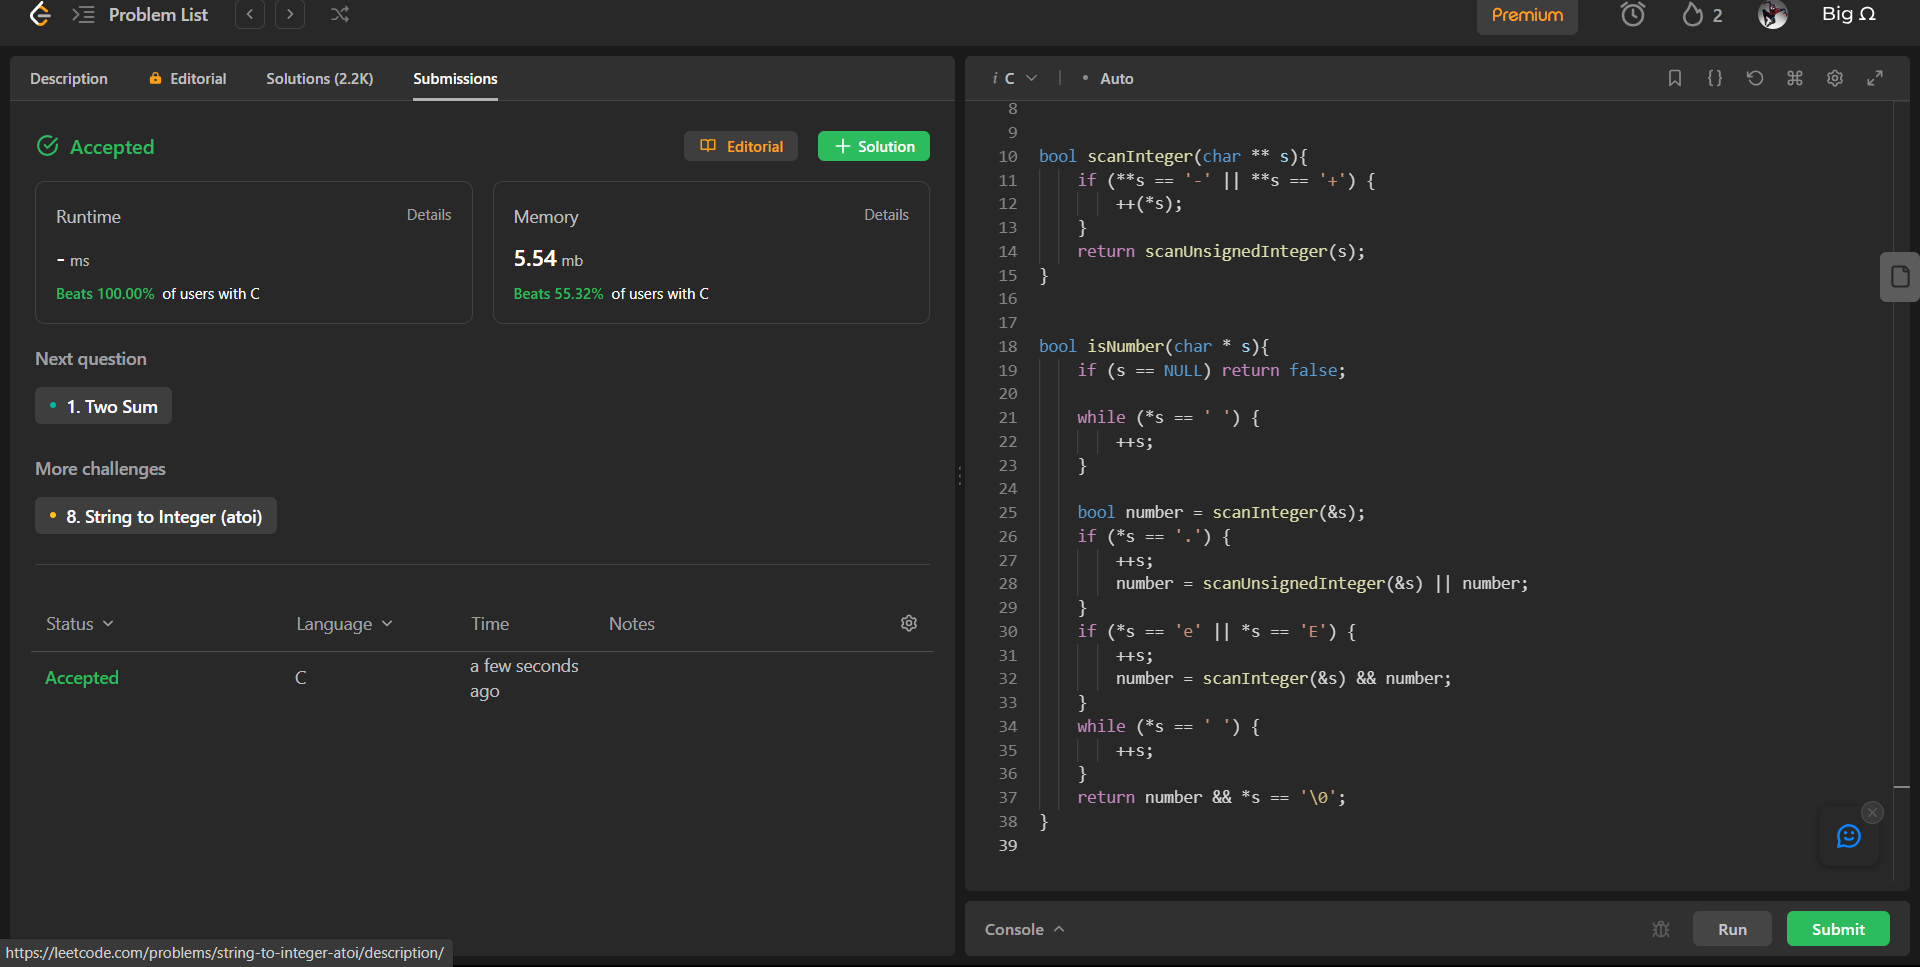 Problem List
Premium
2
Big Ω
Description
Editorial
Solutions (2.2K)
Submissions
Accepted
Editorial
+ Solution
Runtime
Details
- ms
Beats 100.00% of users with C
Memory
Details
5.54 mb
Beats 55.32% of users with C
Next question
1. Two Sum
More challenges
8. String to Integer (atoi)
Status
Language
Time
Notes
Accepted
C
a few seconds
ago
https://leetcode.com/problems/string-to-integer-atoi/description/
i C
Auto
8
9
10 bool scanInteger(char ** s){
11     if (**s == '-' || **s == '+') {
12         ++(*s);
13     }
14     return scanUnsignedInteger(s);
15 }
16
17
18 bool isNumber(char * s){
19     if (s == NULL) return false;
20
21     while (*s == ' ') {
22         ++s;
23     }
24
25     bool number = scanInteger(&s);
26     if (*s == '.') {
27         ++s;
28         number = scanUnsignedInteger(&s) || number;
29     }
30     if (*s == 'e' || *s == 'E') {
31         ++s;
32         number = scanInteger(&s) && number;
33     }
34     while (*s == ' ') {
35         ++s;
36     }
37     return number && *s == '\0';
38 }
39
Console
Run
Submit